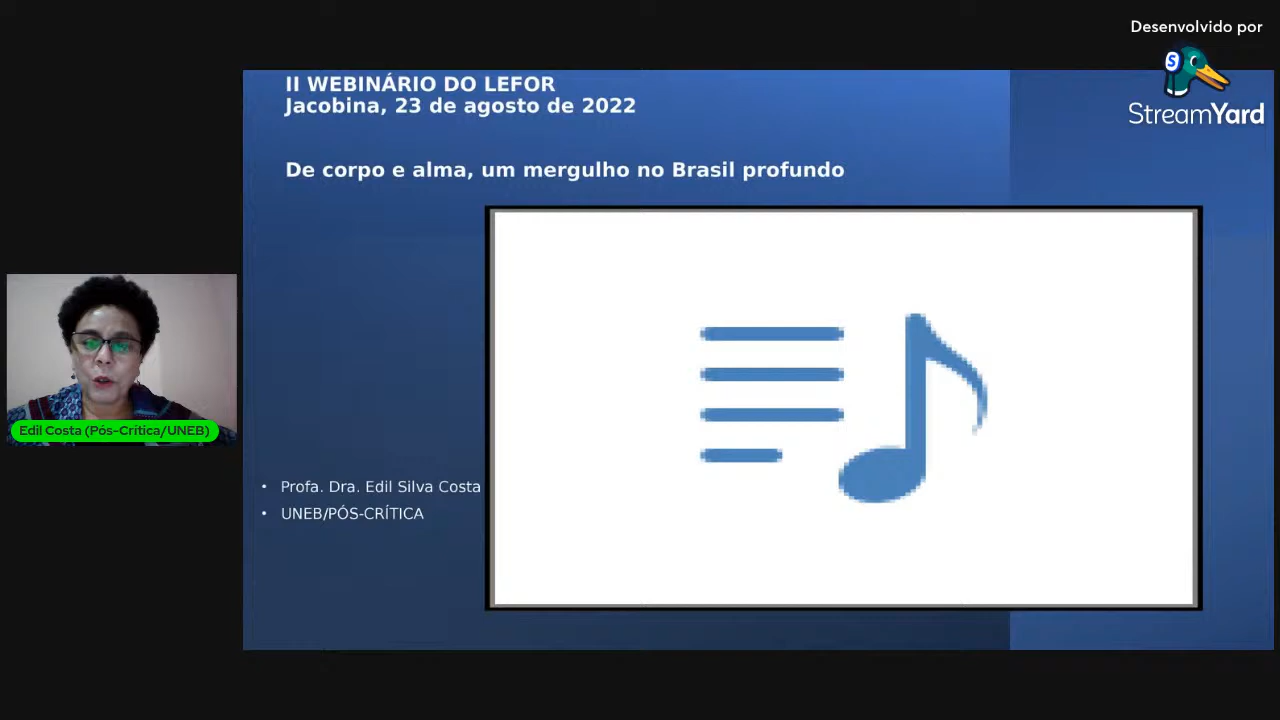 Desenvolvido por
StreamYard
II WEBINÁRIO DO LEFOR
Jacobina, 23 de agosto de 2022
De corpo e alma, um mergulho no Brasil profundo
Edil Costa (Pós-Crítica/UNEB)
• Profa. Dra. Edil Silva Costa
• UNEB/PÓS-CRÍTICA